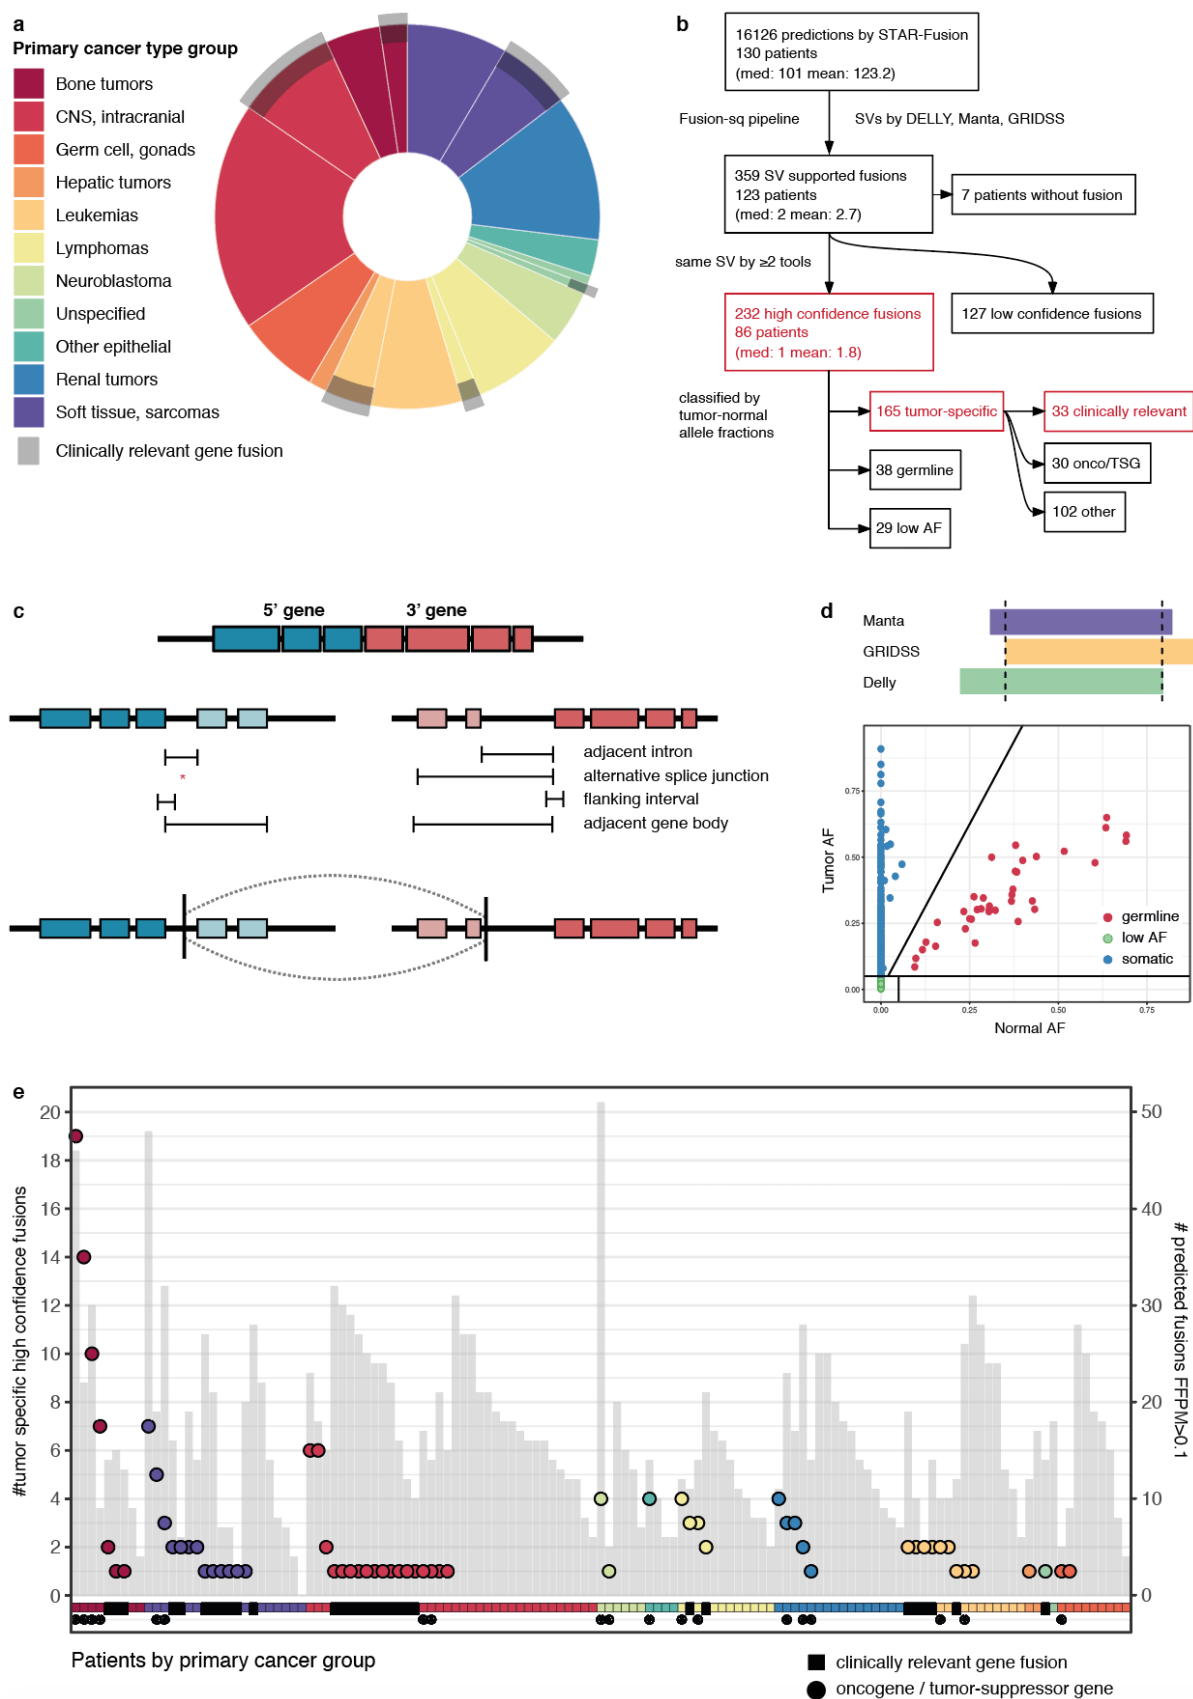 a
Primary cancer type group
Bone tumors
CNS, intracranial
Germ cell, gonads
Hepatic tumors
Leukemias
Lymphomas
Neuroblastoma
Unspecified
Other epithelial
Renal tumors
Soft tissue, sarcomas
Clinically relevant gene fusion
b
16126 predictions by STAR-Fusion
130 patients
(med: 101 mean: 123.2)
Fusion-sq pipeline
SVs by DELLY, Manta, GRIDSS
359 SV supported fusions
123 patients
(med: 2 mean: 2.7)
7 patients without fusion
same SV by ≥2 tools
232 high confidence fusions
86 patients
(med: 1 mean: 1.8)
127 low confidence fusions
classified by
tumor-normal
allele fractions
165 tumor-specific
33 clinically relevant
38 germline
30 onco/TSG
102 other
29 low AF
c
5' gene
3' gene
adjacent intron
alternative splice junction
*
flanking interval
adjacent gene body
d
Manta
GRIDSS
Delly
Tumor AF
0.75
0.50
0.25
0.00
germline
low AF
somatic
0.00
0.25
0.50
0.75
Normal AF
e
#tumor specific high confidence fusions
20
18
16
14
12
10
8
6
4
2
0
50
40
30
20
10
0
# predicted fusions FFPM>0.1
Patients by primary cancer group
clinically relevant gene fusion
oncogene / tumor-suppressor gene